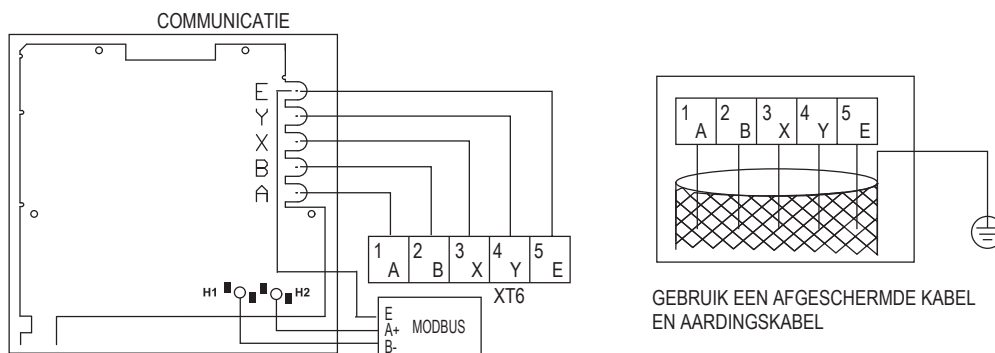 COMMUNICATIE
E
Y
X
B
A
H1
H2
1 A 2 B 3 X 4 Y 5 E
XT6
E
A+
B-
MODBUS
1 A 2 B 3 X 4 Y 5 E
GEBRUIK EEN AFGESCHERMDE KABEL
EN AARDINGSKABEL